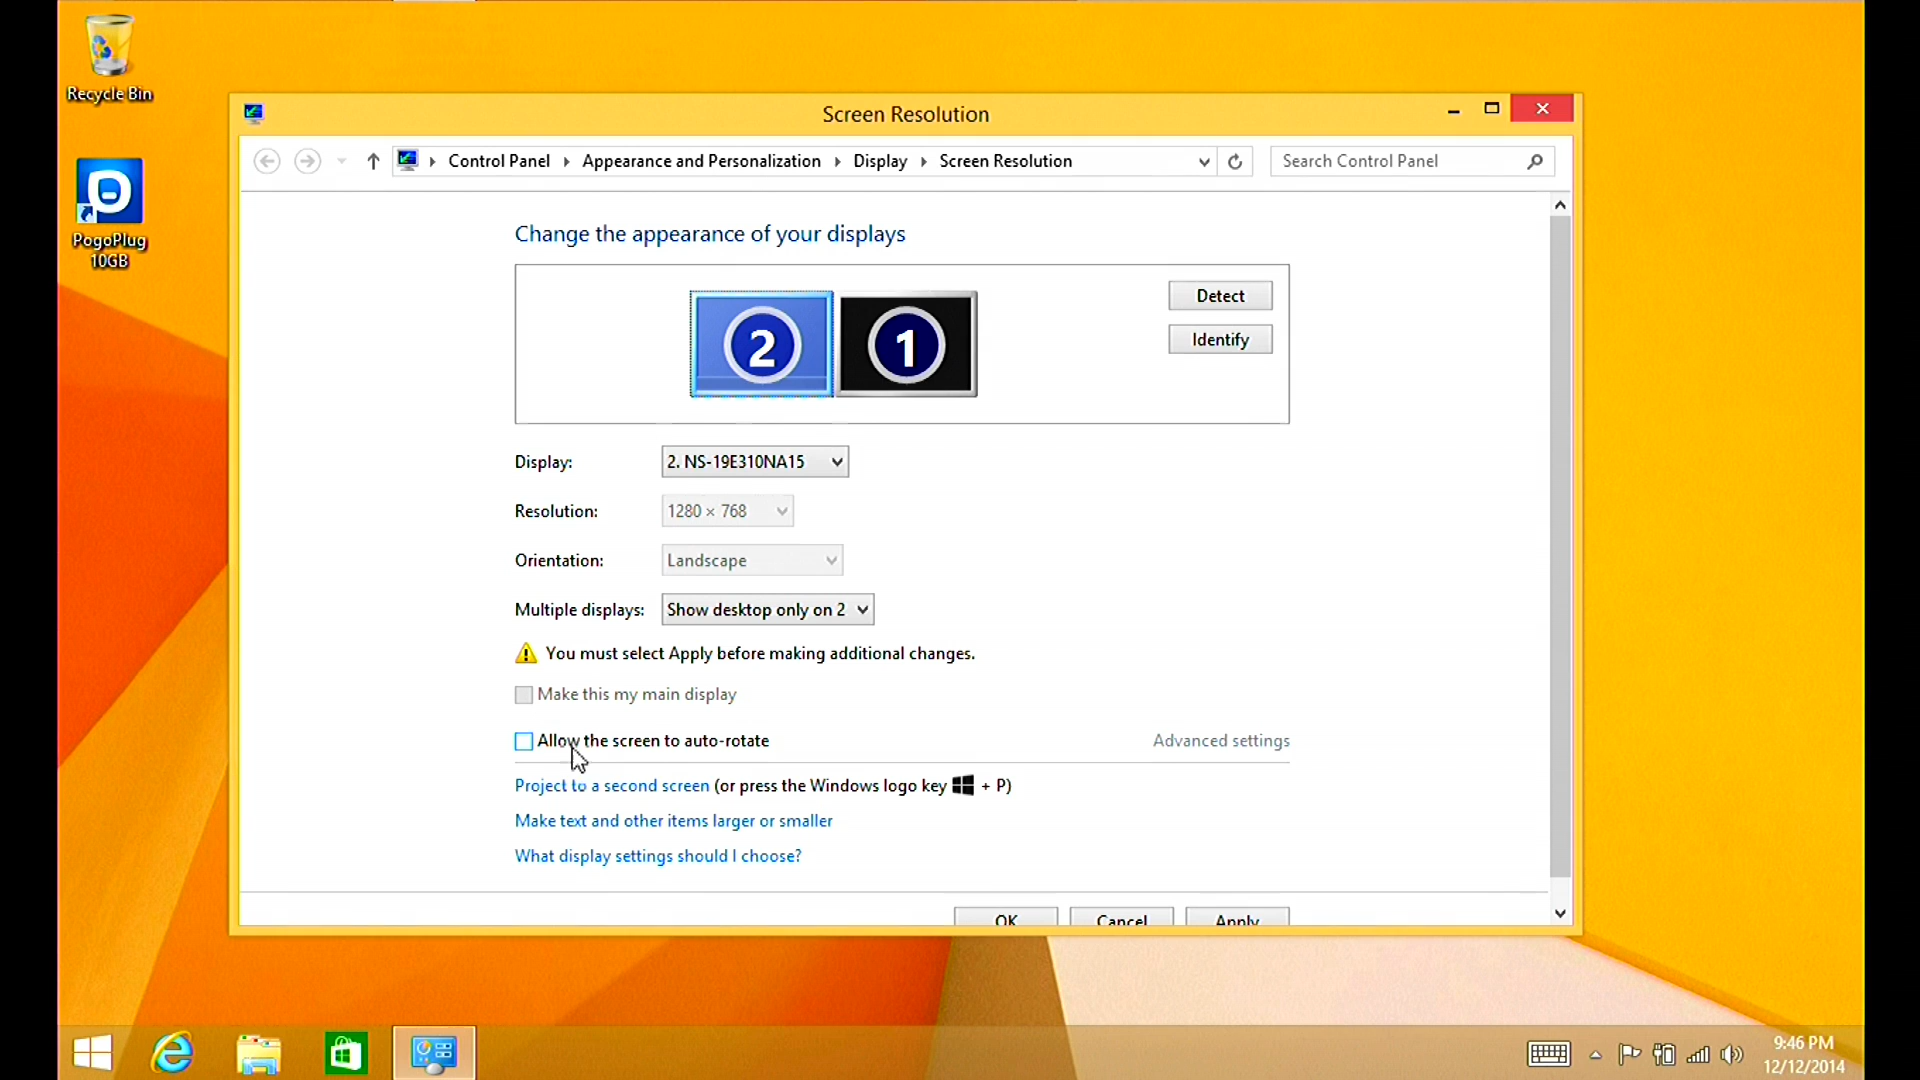 Recycle Bin
PogoPlug
10GB
Screen Resolution
Control Panel Appearance and Personalization Display Screen Resolution
Search Control Panel
Change the appearance of your displays
2
1
Detect
Identify
Display: 2. NS-19E310NA15
Resolution: 1280 × 768
Orientation: Landscape
Multiple displays: Show desktop only on 2
You must select Apply before making additional changes.
Make this my main display
Allow the screen to auto-rotate
Advanced settings
Project to a second screen (or press the Windows logo key + P)
Make text and other items larger or smaller
What display settings should I choose?
OK Cancel Apply
9:46 PM
12/12/2014